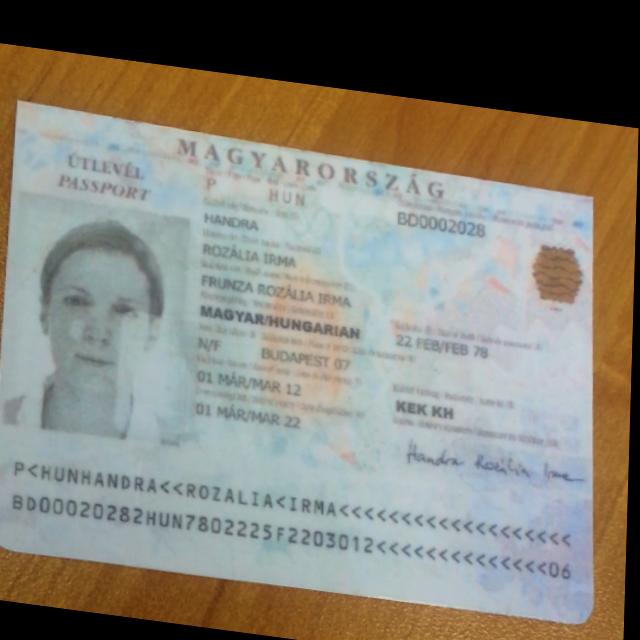 MAGYARORSZÁG
ÚTLEVÉL
PASSPORT
P HUN
BD0002028
HANDRA
ROZÁLIA IRMA
FRUNZA ROZÁLIA IRMA
MAGYAR/HUNGARIAN
22 FEB/FEB 78
N/F BUDAPEST 07
01 MÁR/MAR 12
KEK KH
01 MÁR/MAR 22
Handra Rozália Irma
P<HUNHANDRA<<ROZALIA<IRMA<<<<<<<<<<<<<<<<<<<
BD00020282HUN7802225F2203012<<<<<<<<<<<<<<06